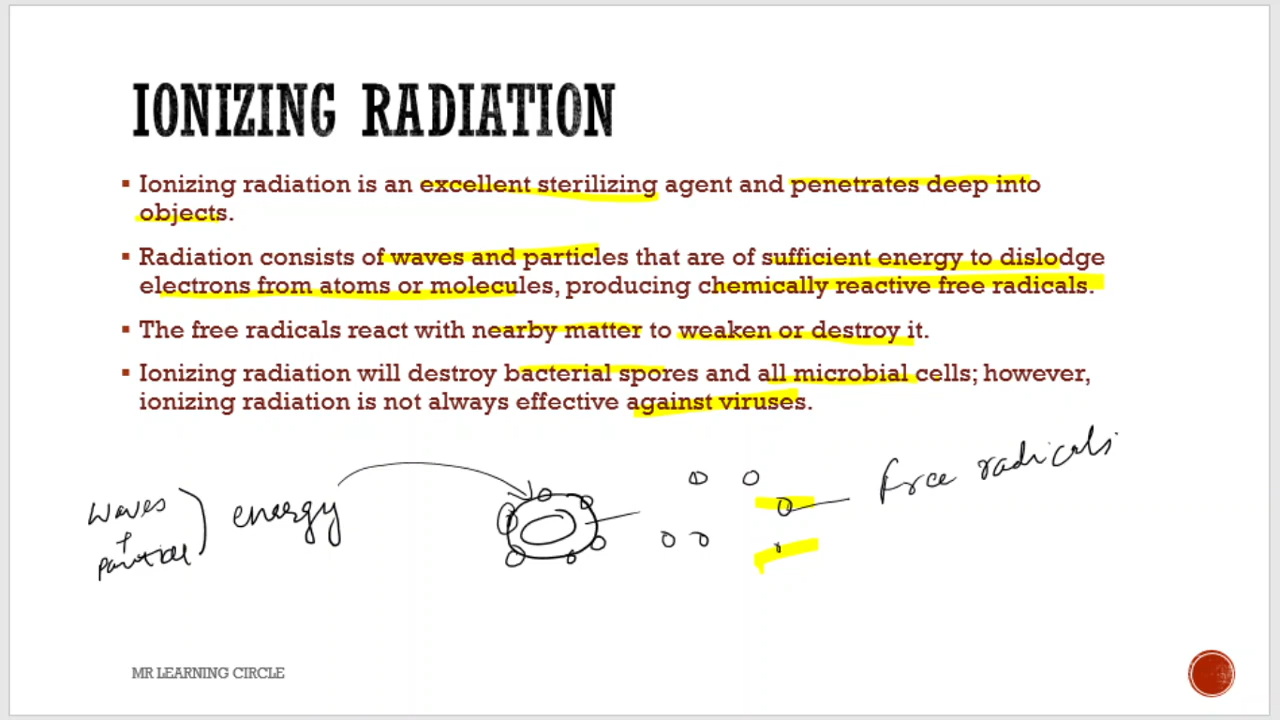 IONIZING RADIATION
Ionizing radiation is an excellent sterilizing agent and penetrates deep into
objects.
Radiation consists of waves and particles that are of sufficient energy to dislodge
electrons from atoms or molecules, producing chemically reactive free radicals.
The free radicals react with nearby matter to weaken or destroy it.
Ionizing radiation will destroy bacterial spores and all microbial cells; however,
ionizing radiation is not always effective against viruses.
free radicals
waves
+
particle
energy
MR LEARNING CIRCLE